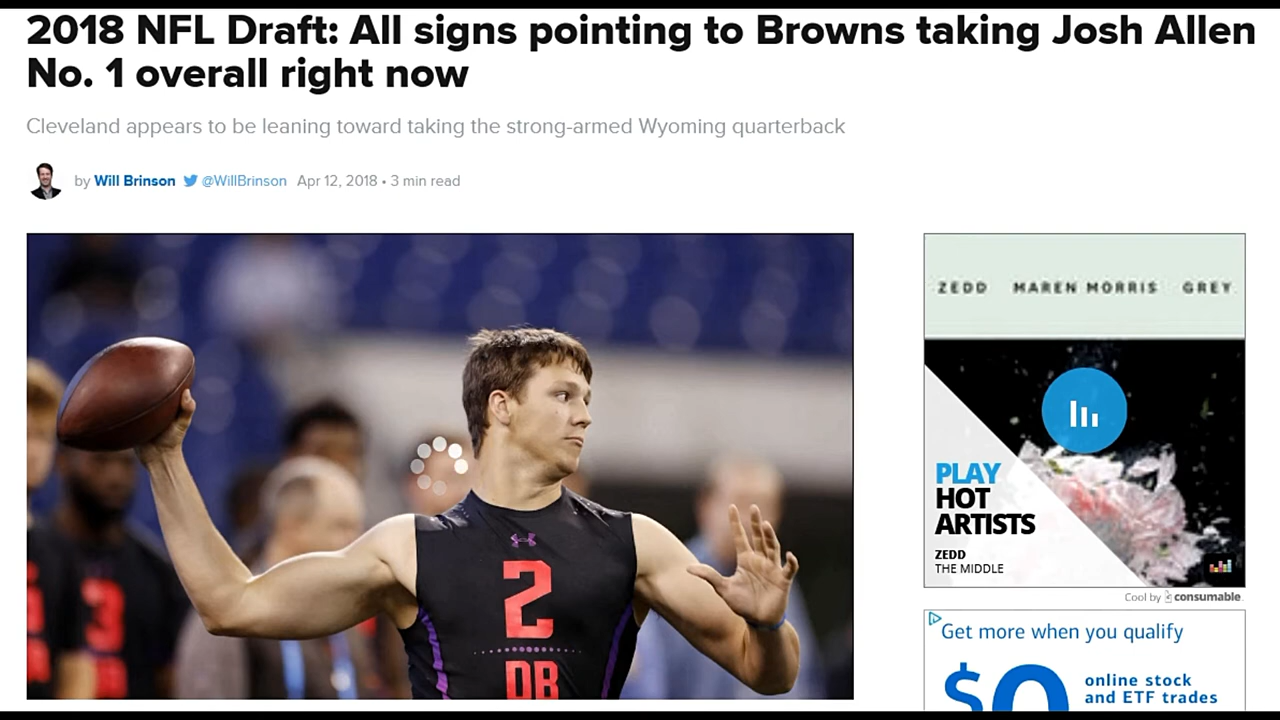 2018 NFL Draft: All signs pointing to Browns taking Josh Allen
No. 1 overall right now
Cleveland appears to be leaning toward taking the strong-armed Wyoming quarterback
by Will Brinson @WillBrinson Apr 12, 2018 • 3 min read
2
QB
3
ZEDD MAREN MORRIS GREY
PLAY
HOT
ARTISTS
ZEDD
THE MIDDLE
Cool by consumable.
Get more when you qualify
$0
online stock
and ETF trades